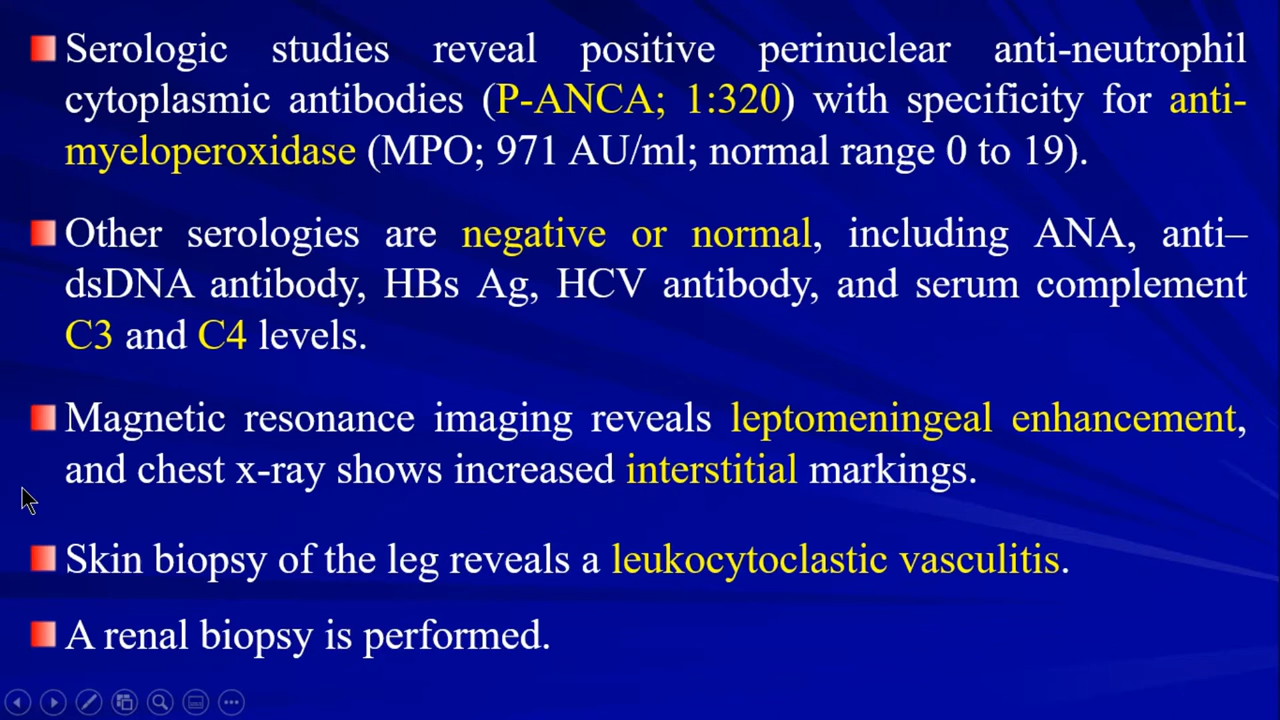 Serologic studies reveal positive perinuclear anti-neutrophil
cytoplasmic antibodies (P-ANCA; 1:320) with specificity for anti-
myeloperoxidase (MPO; 971 AU/ml; normal range 0 to 19).
Other serologies are negative or normal, including ANA, anti–
dsDNA antibody, HBs Ag, HCV antibody, and serum complement
C3 and C4 levels.
Magnetic resonance imaging reveals leptomeningeal enhancement,
and chest x-ray shows increased interstitial markings.
Skin biopsy of the leg reveals a leukocytoclastic vasculitis.
A renal biopsy is performed.